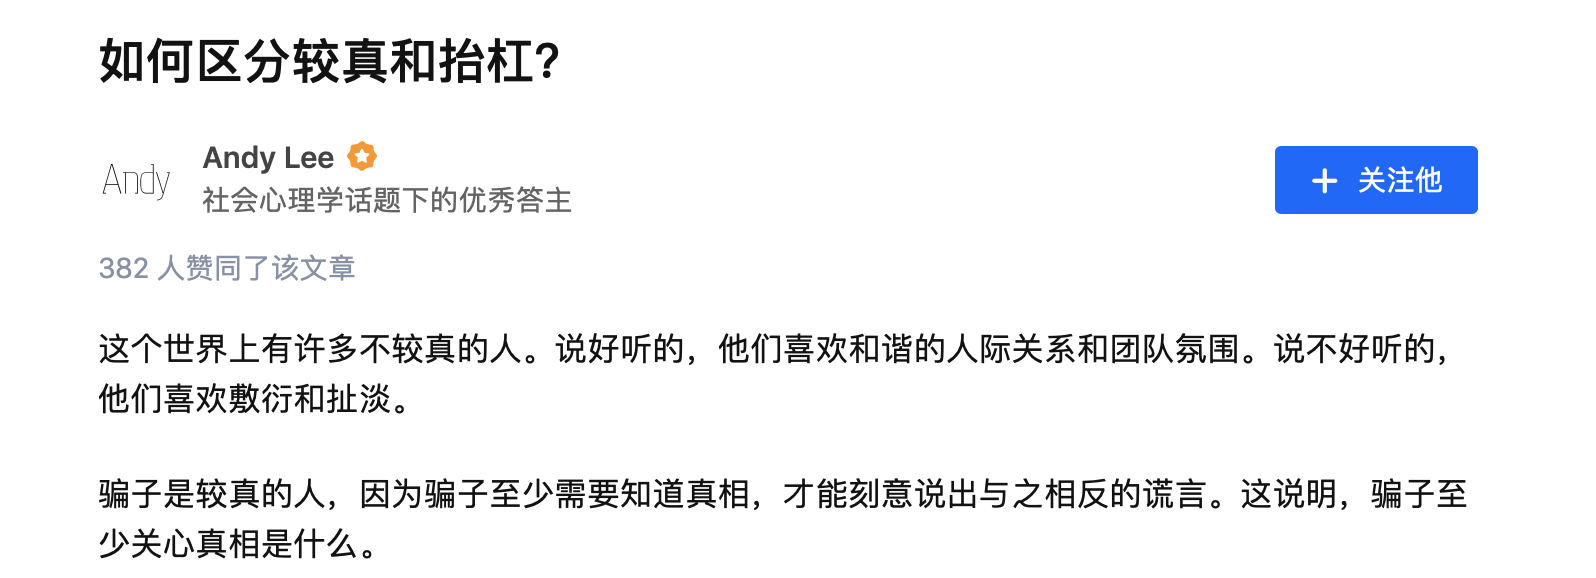 如何区分较真和抬杠?
Andy
Andy Lee
社会心理学话题下的优秀答主
+ 关注他
382 人赞同了该文章
这个世界上有许多不较真的人。说好听的，他们喜欢和谐的人际关系和团队氛围。说不好听的，
他们喜欢敷衍和扯淡。
骗子是较真的人，因为骗子至少需要知道真相，才能刻意说出与之相反的谎言。这说明，骗子至
少关心真相是什么。